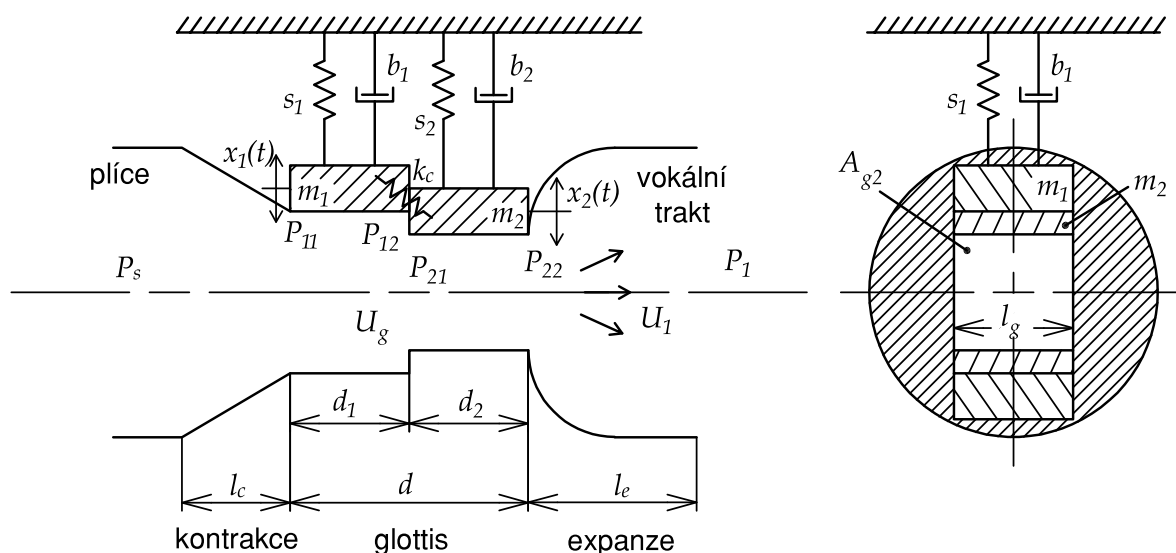 s1
b1
s2
b2
s1
b1
plíce
x1(t)
m1
kc
m2
x2(t)
vokální
trakt
Ag2
m1
m2
P11
P12
Ps
P21
P22
P1
Ug
U1
lg
d1
d2
lc
d
le
kontrakce
glottis
expanze